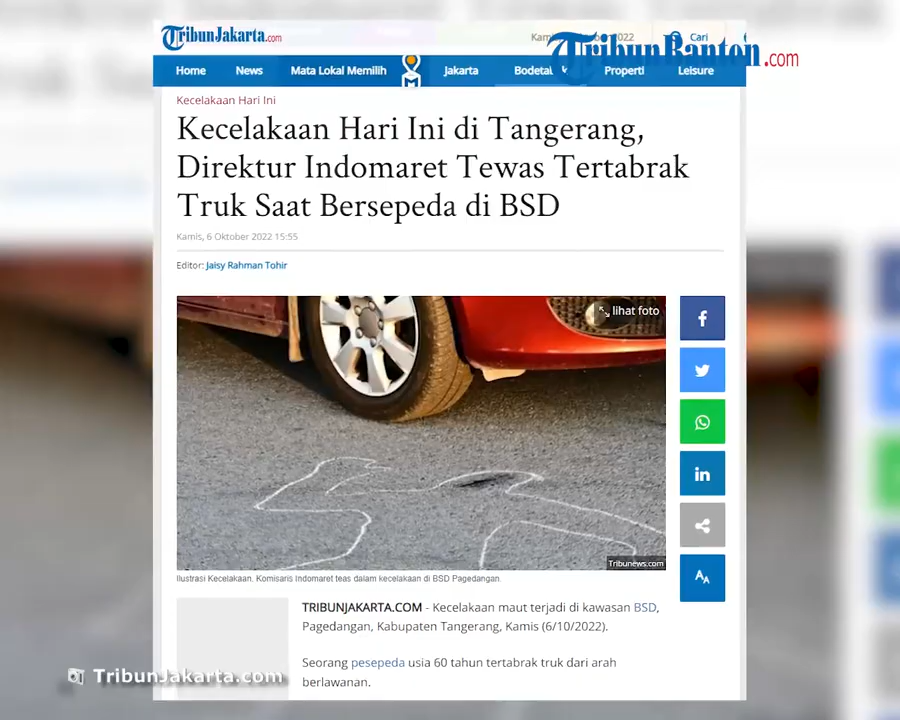 TribunJakarta.com
2022
Cari
TribunBanten.com
Home News Mata Lokal Memilih Jakarta Bodetabek Properti Leisure
Kecelakaan Hari Ini
Kecelakaan Hari Ini di Tangerang,
Direktur Indomaret Tewas Tertabrak
Truk Saat Bersepeda di BSD
Kamis, 6 Oktober 2022 15:55
Editor: Jaisy Rahman Tohir
lihat foto
Tribunews.com
Ilustrasi Kecelakaan. Komisaris Indomaret teas dalam kecelakaan di BSD Pagedangan.
TRIBUNJAKARTA.COM - Kecelakaan maut terjadi di kawasan BSD,
Pagedangan, Kabupaten Tangerang, Kamis (6/10/2022).
Seorang pesepeda usia 60 tahun tertabrak truk dari arah
berlawanan.
TribunJakarta.com